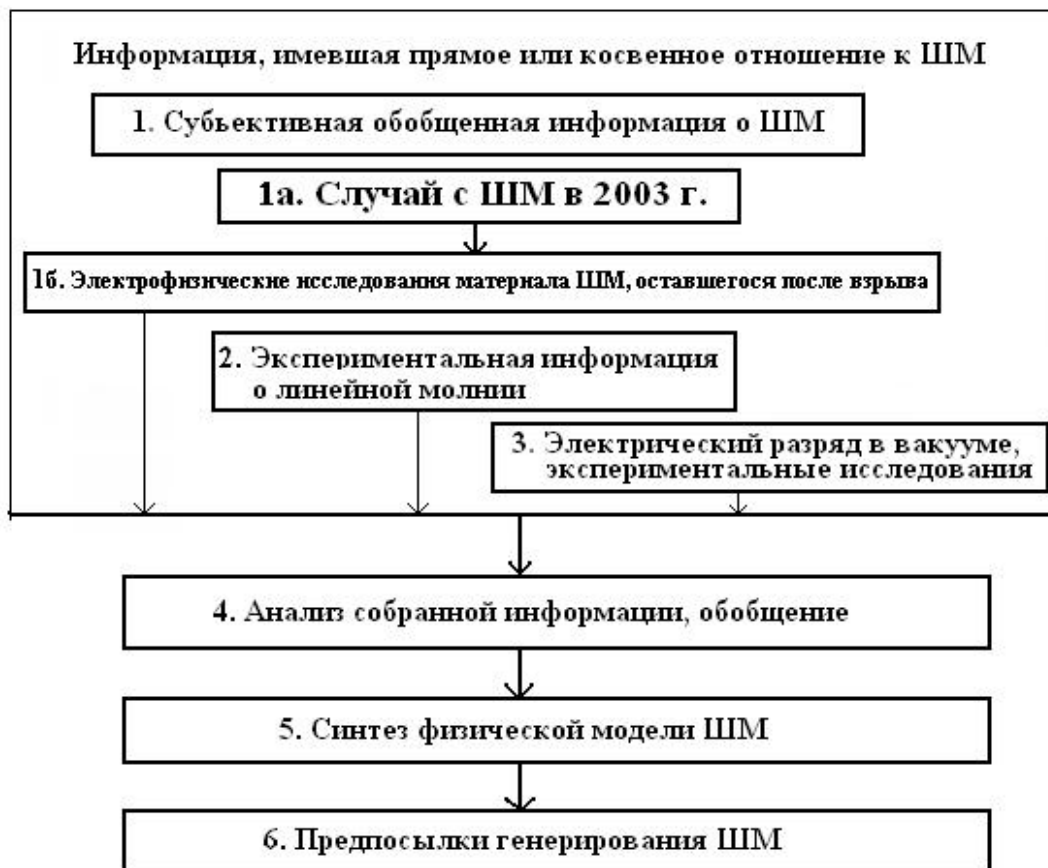 Информация, имевшая прямое или косвенное отношение к ШМ
1. Субьективная обобщенная информация о ШМ
1а. Случай с ШМ в 2003 г.
1б. Электрофизические исследования материала ШМ, оставшегося после взрыва
2. Экспериментальная информация
о линейной молнии
3. Электрический разряд в вакууме,
экспериментальные исследования
4. Анализ собранной информации, обобщение
5. Синтез физической модели ШМ
6. Предпосылки генерирования ШМ